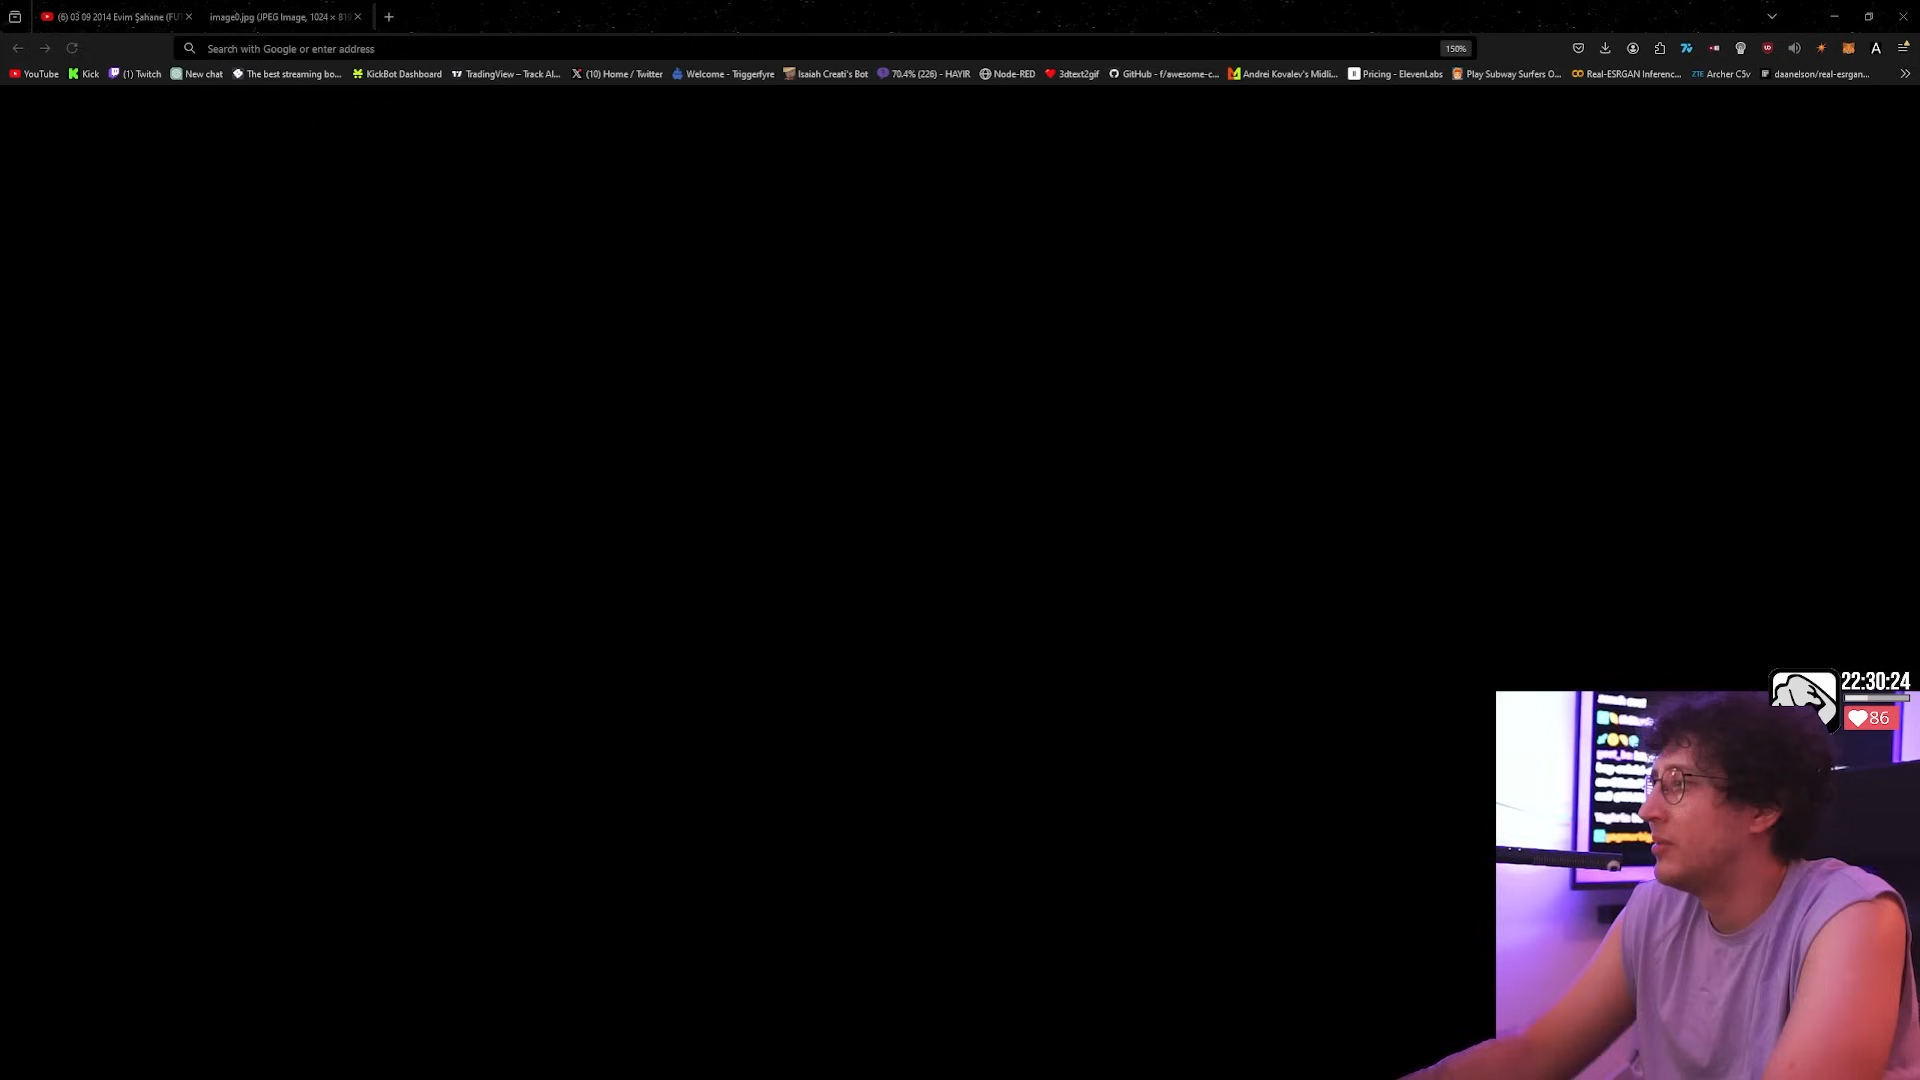 (6) 03 09 2014 Evim Şahane (FU
image0.jpg (JPEG Image, 1024 × 81
Search with Google or enter address
150%
YouTube
Kick
(1) Twitch
New chat
The best streaming bo...
KickBot Dashboard
TradingView – Track Al...
(10) Home / Twitter
Welcome - Triggerfyre
Isaiah Creati's Bot
70.4% (226) - HAYIR
Node-RED
3dtext2gif
GitHub - f/awesome-c...
Andrei Kovalev's Midli...
Pricing - ElevenLabs
Play Subway Surfers O...
Real-ESRGAN Inferenc...
ZTE Archer C5v
daanelson/real-esrgan...
22:30:24
86